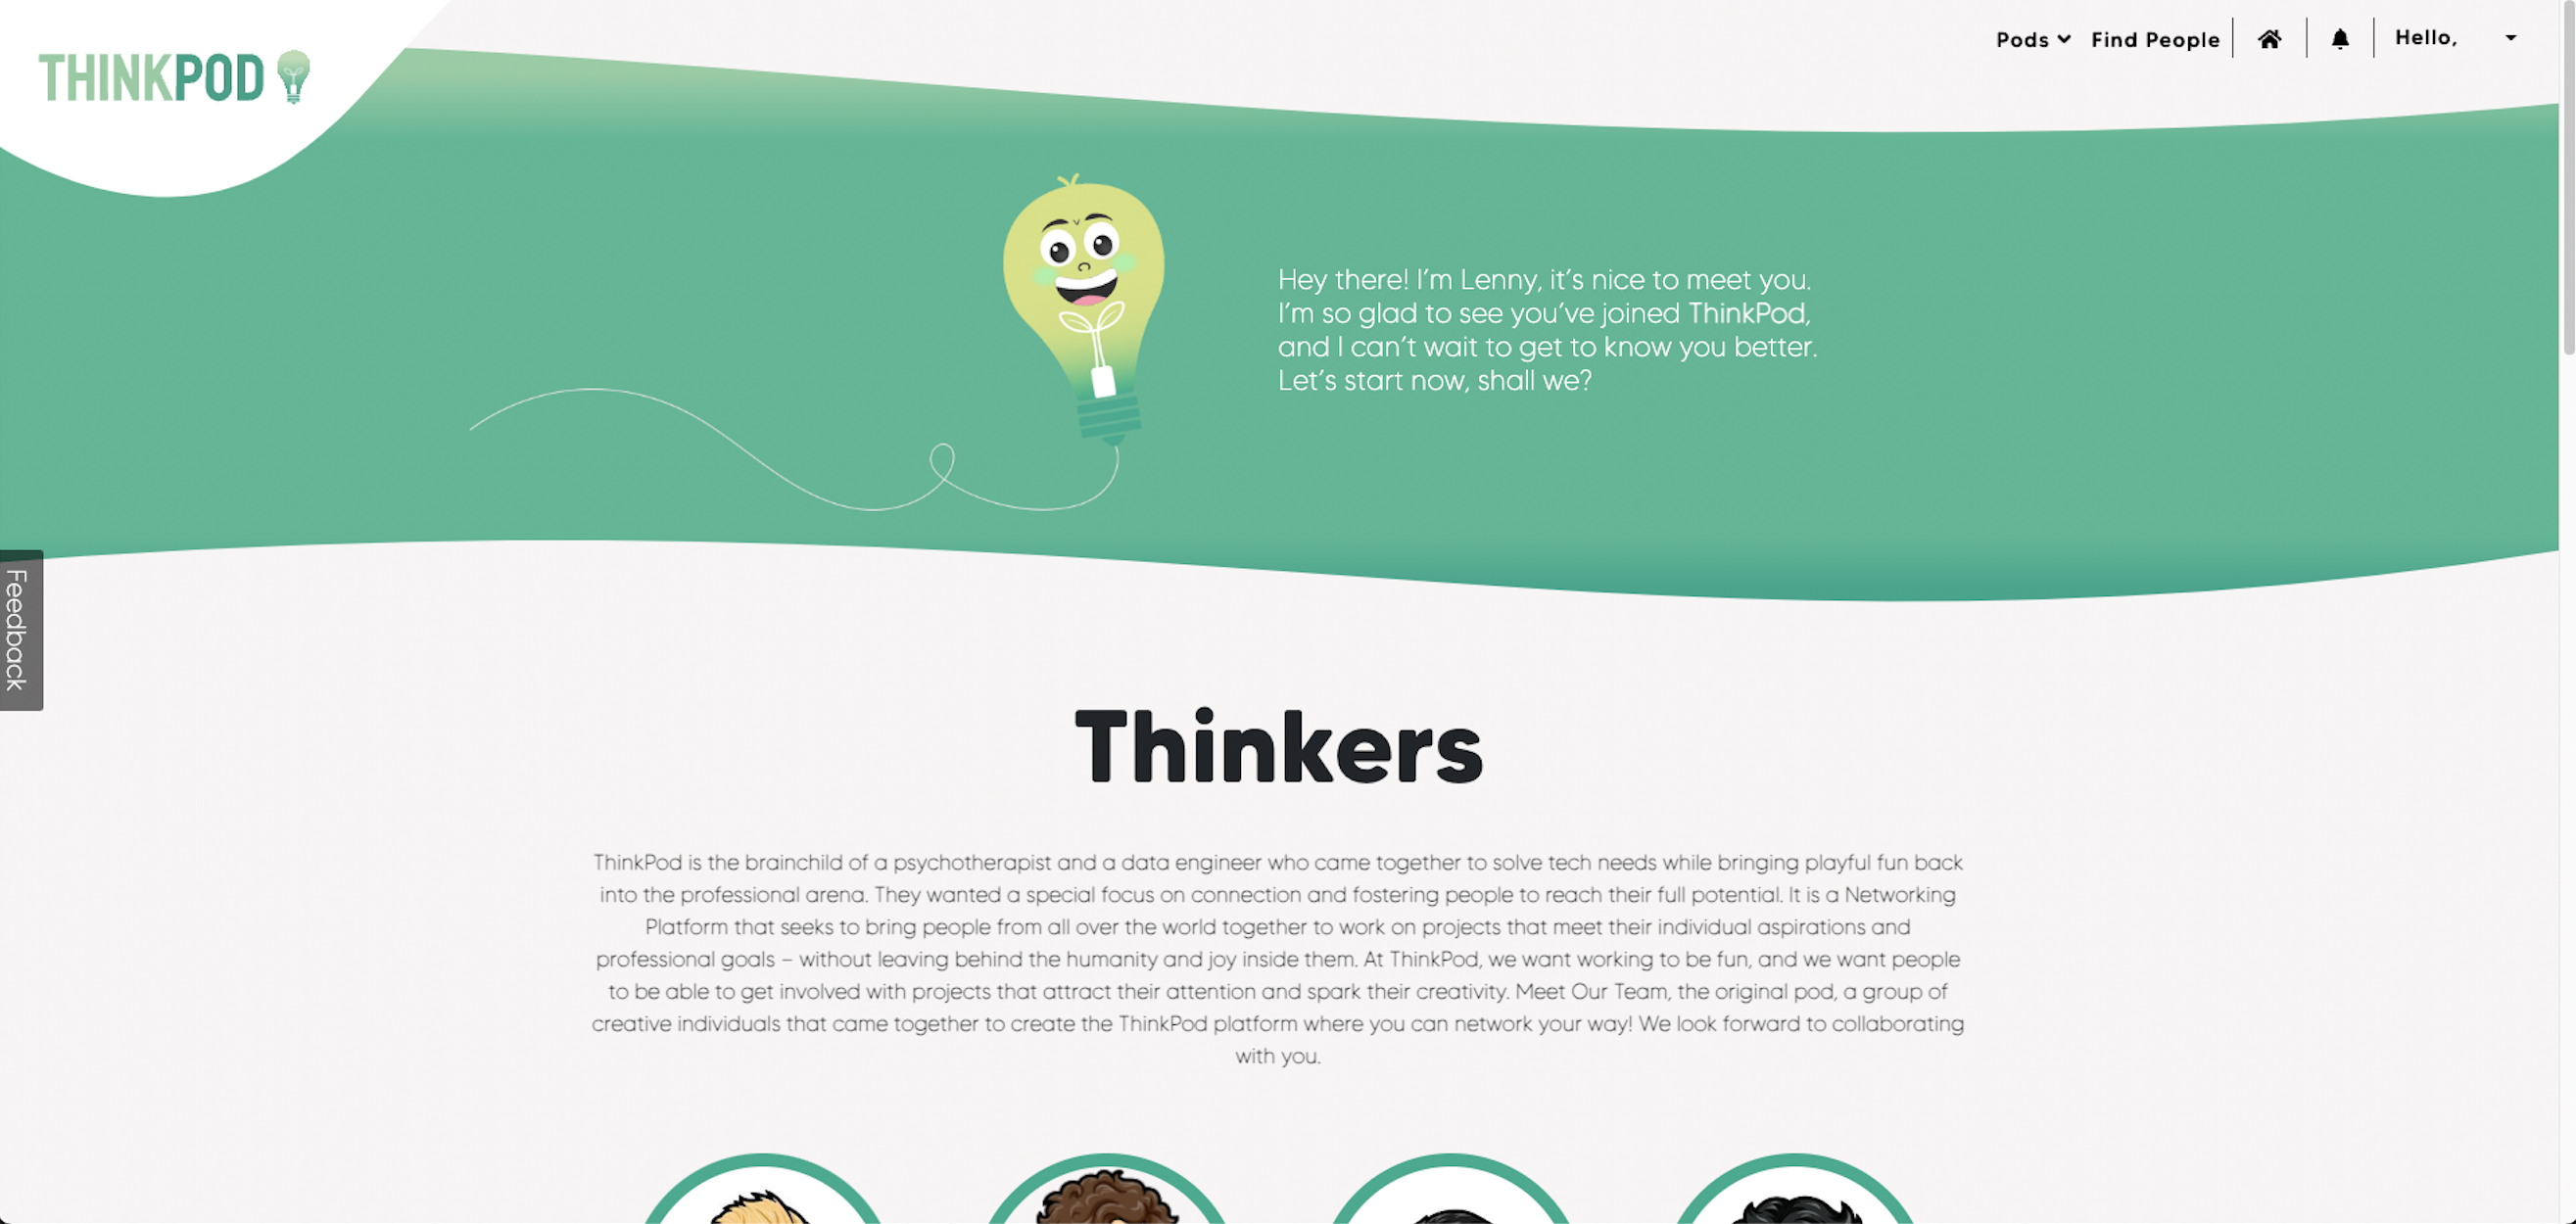 THINKPOD
Pods
Find People
Hello,
Hey there! I’m Lenny, it’s nice to meet you.
I’m so glad to see you’ve joined ThinkPod,
and I can’t wait to get to know you better.
Let’s start now, shall we?
Feedback
Thinkers
ThinkPod is the brainchild of a psychotherapist and a data engineer who came together to solve tech needs while bringing playful fun back
into the professional arena. They wanted a special focus on connection and fostering people to reach their full potential. It is a Networking
Platform that seeks to bring people from all over the world together to work on projects that meet their individual aspirations and
professional goals – without leaving behind the humanity and joy inside them. At ThinkPod, we want working to be fun, and we want people
to be able to get involved with projects that attract their attention and spark their creativity. Meet Our Team, the original pod, a group of
creative individuals that came together to create the ThinkPod platform where you can network your way! We look forward to collaborating
with you.